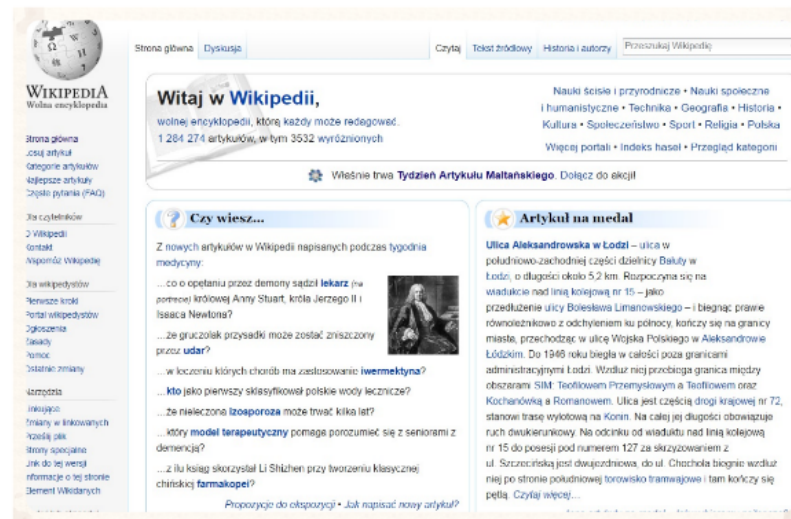 WIKIPEDIA
Wolna encyklopedia
Strona główna
Losuj artykuł
Kategorie artykułów
Najlepsze artykuły
Częste pytania (FAQ)
Dla czytelników
O Wikipedii
Kontakt
Wspomóż Wikipedię
Dla wikipedystów
Pierwsze kroki
Portal wikipedystów
Ogłoszenia
Zasady
Pomoc
Ostatnie zmiany
Narzędzia
Linkujące
Zmiany w linkowanych
Prześlij plik
Strony specjalne
Link do tej wersji
Informacje o tej stronie
Element Wikidanych
Strona główna Dyskusja
Czytaj Tekst źródłowy Historia i autorzy Przeszukaj Wikipedię
Witaj w Wikipedii,
wolnej encyklopedii, którą każdy może redagować.
1 284 274 artykułów, w tym 3532 wyróżnionych
Nauki ścisłe i przyrodnicze • Nauki społeczne
i humanistyczne • Technika • Geografia • Historia •
Kultura • Społeczeństwo • Sport • Religia • Polska
Więcej portali • Indeks haseł • Przegląd kategorii
Właśnie trwa Tydzień Artykułu Maltańskiego. Dołącz do akcji!
Czy wiesz...
Z nowych artykułów w Wikipedii napisanych podczas tygodnia
medycyny:
…co o opętaniu przez demony sądził lekarz (na
portrecie) królowej Anny Stuart, króla Jerzego II i
Isaaca Newtona?
…że gruczolak przysadki może zostać zniszczony
przez udar?
…w leczeniu których chorób ma zastosowanie iwermektyna?
…kto jako pierwszy sklasyfikował polskie wody lecznicze?
…że nieleczona izosporoza może trwać kilka lat?
…który model terapeutyczny pomaga porozumieć się z seniorami z
demencją?
…z ilu ksiąg skorzystał Li Shizhen przy tworzeniu klasycznej
chińskiej farmakopei?
Propozycje do ekspozycji • Jak napisać nowy artykuł?
Artykuł na medal
Ulica Aleksandrowska w Łodzi – ulica w
południowo-zachodniej części dzielnicy Bałuty w
Łodzi, o długości około 5,2 km. Rozpoczyna się na
wiadukcie nad linią kolejową nr 15 – jako
przedłużenie ulicy Bolesława Limanowskiego – i biegnąc prawie
równoleżnikowo z odchyleniem ku północy, kończy się na granicy
miasta, przechodząc w ulicę Wojska Polskiego w Aleksandrowie
Łódzkim. Do 1946 roku biegła w całości poza granicami
administracyjnymi Łodzi. Wzdłuż niej przebiega granica między
obszarami SIM: Teofilowem Przemysłowym a Teofilowem oraz
Kochanówką a Romanowem. Ulica jest częścią drogi krajowej nr 72,
stanowi trasę wylotową na Konin. Na całej jej długości obowiązuje
ruch dwukierunkowy. Na odcinku od wiaduktu nad linią kolejową
nr 15 do posesji pod numerem 127 za skrzyżowaniem z
ul. Szczecińską jest dwujezdniowa, do ul. Chochoła biegnie wzdłuż
niej po stronie południowej torowisko tramwajowe i tam kończy się
pętlą. Czytaj więcej…